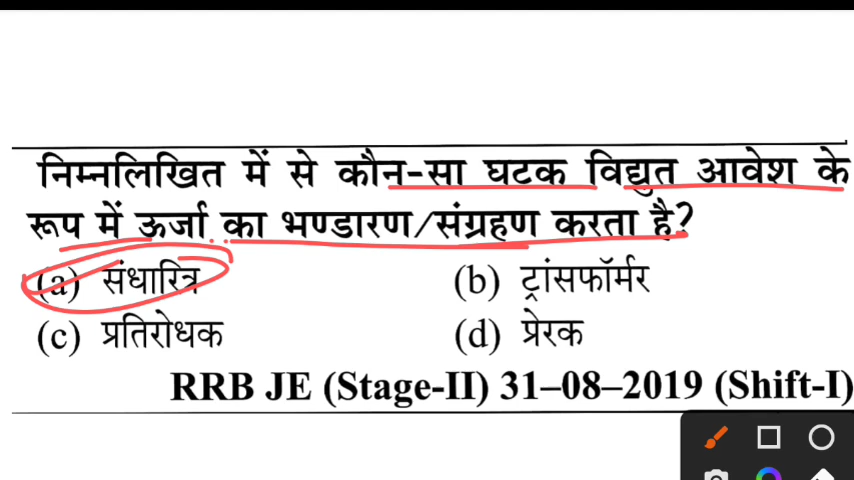 निम्नलिखित में से कौन-सा घटक विद्युत आवेश के
रूप में ऊर्जा का भण्डारण/संग्रहण करता है?
(a) संधारित्र (b) ट्रांसफॉर्मर
(c) प्रतिरोधक (d) प्रेरक
RRB JE (Stage-II) 31–08–2019 (Shift-I)